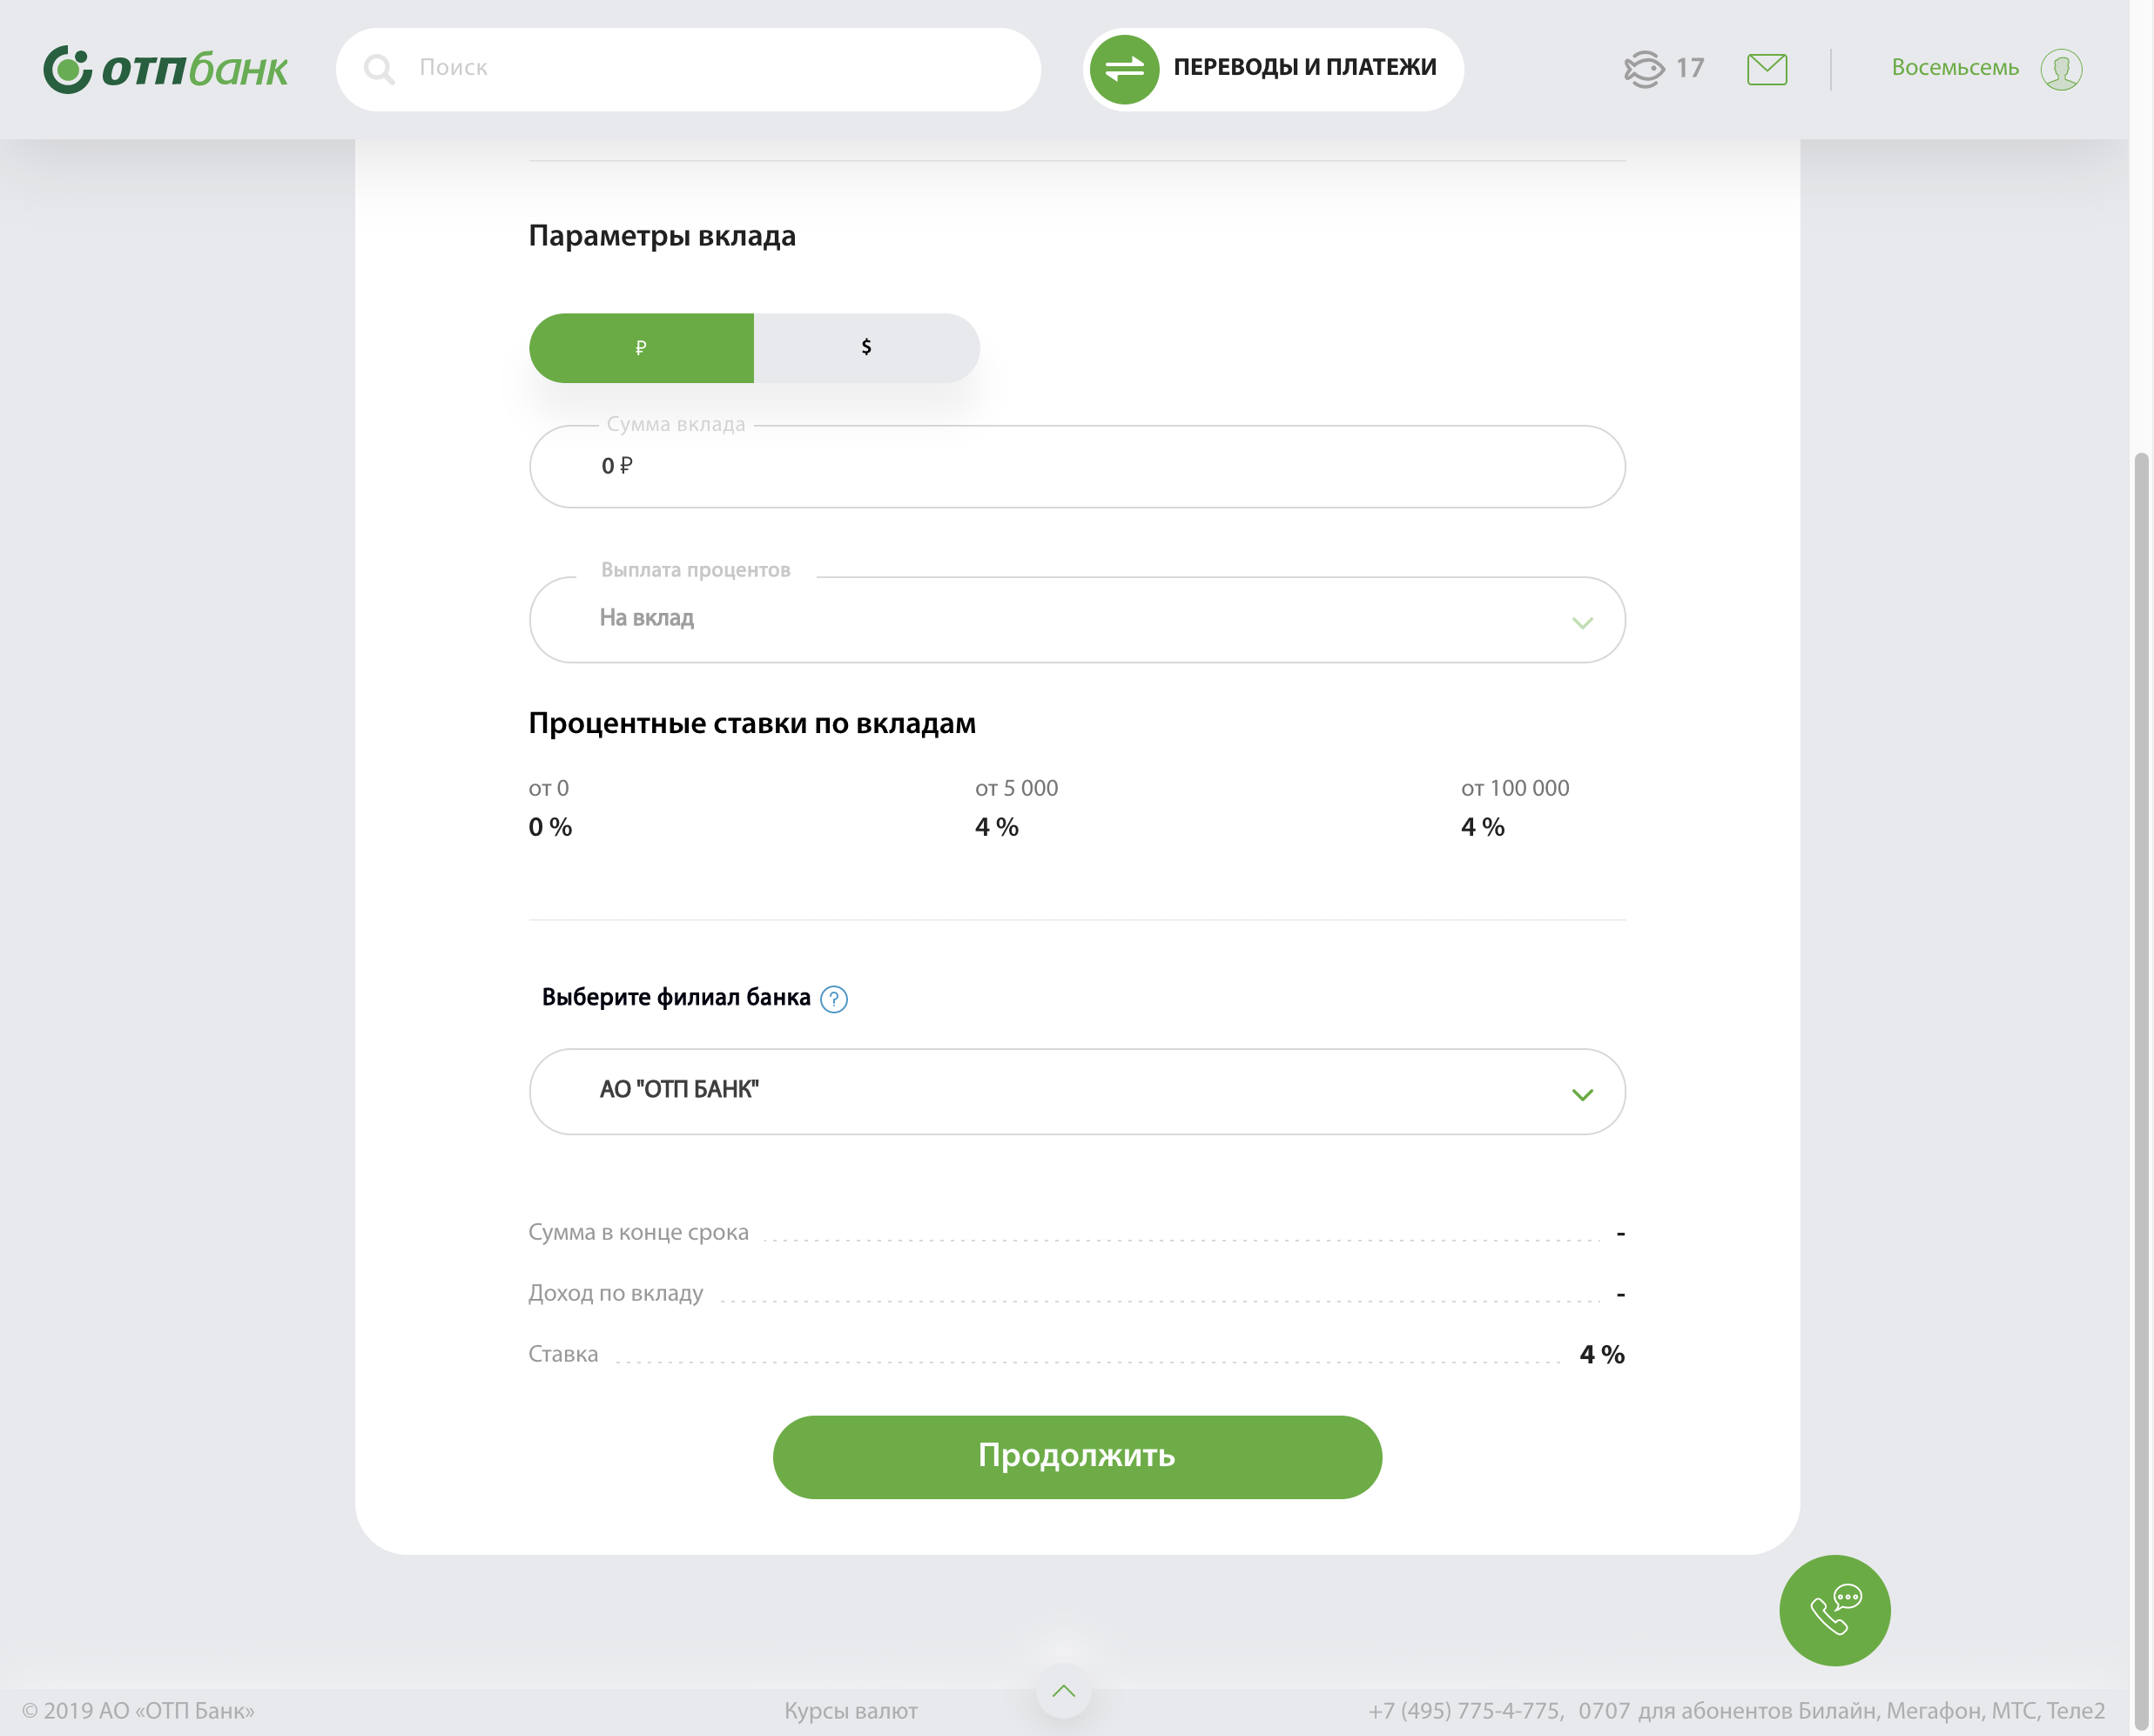 отпбанк
Поиск
ПЕРЕВОДЫ И ПЛАТЕЖИ
17
Восемьсемь
Параметры вклада
₽
$
Сумма вклада
0 ₽
Выплата процентов
На вклад
Процентные ставки по вкладам
от 0
0 %
от 5 000
4 %
от 100 000
4 %
Выберите филиал банка ?
АО "ОТП БАНК"
Сумма в конце срока -
Доход по вкладу -
Ставка 4 %
Продолжить
© 2019 АО «ОТП Банк»
Курсы валют
+7 (495) 775-4-775, 0707 для абонентов Билайн, Мегафон, МТС, Теле2